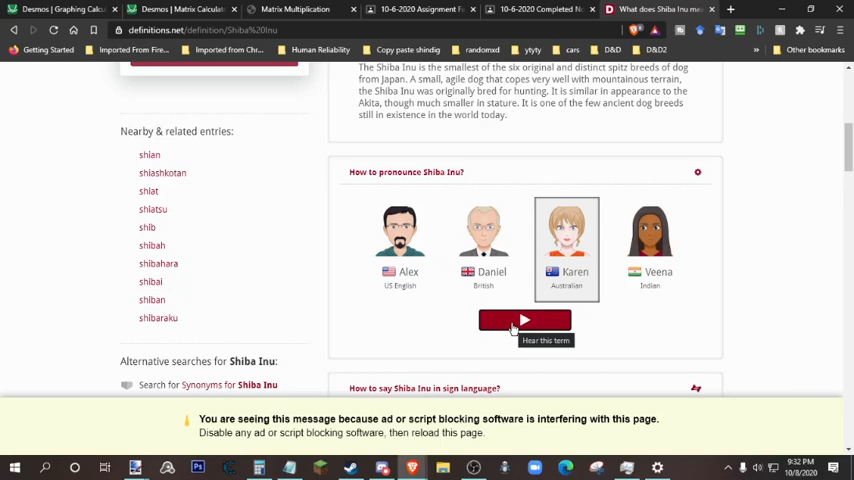 Desmos | Graphing Calc
Desmos | Matrix Calculat
Matrix Multiplication
10-6-2020 Assignment F
10-6-2020 Completed No
What does Shiba Inu me
definitions.net/definition/Shiba%20Inu
Getting Started
Imported From Fire...
Imported from Chr...
Human Reliability
Copy paste shindig
randomxd
ytyty
cars
D&D
D&D2
Other bookmarks
The Shiba Inu is the smallest of the six original and distinct spitz breeds of dog
from Japan. A small, agile dog that copes very well with mountainous terrain,
the Shiba Inu was originally bred for hunting. It is similar in appearance to the
Akita, though much smaller in stature. It is one of the few ancient dog breeds
still in existence in the world today.
Nearby & related entries:
shian
shiashkotan
shiat
shiatsu
shib
shibah
shibahara
shibai
shiban
shibaraku
How to pronounce Shiba Inu?
Alex
US English
Daniel
British
Karen
Australian
Veena
Indian
Hear this term
Alternative searches for Shiba Inu:
Search for Synonyms for Shiba Inu
How to say Shiba Inu in sign language?
You are seeing this message because ad or script blocking software is interfering with this page.
Disable any ad or script blocking software, then reload this page.
9:32 PM
10/8/2020